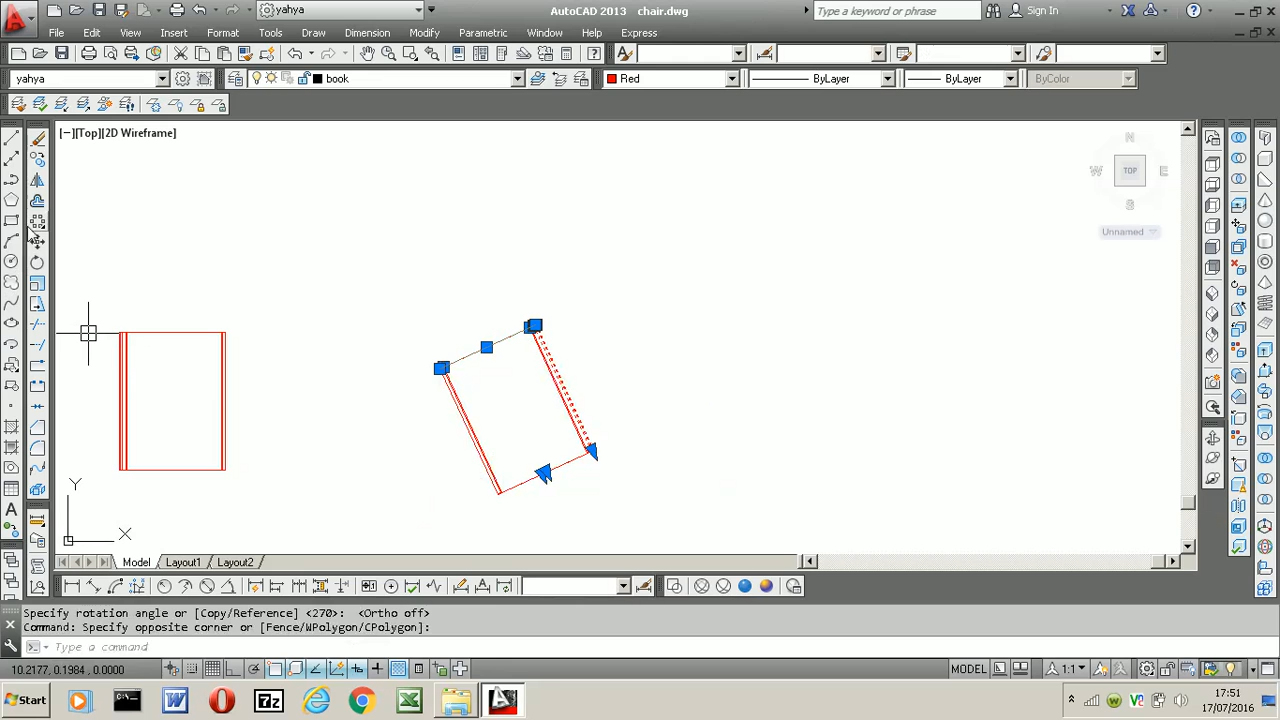 yahya
AutoCAD 2013 chair.dwg
Type a keyword or phrase
Sign In
File Edit View Insert Format Tools Draw Dimension Modify Parametric Window Help Express
yahya
book
Red
ByLayer
ByLayer
ByColor
[−][Top][2D Wireframe]
N
W TOP E
S
Unnamed
Y
X
Model Layout1 Layout2
Specify rotation angle or [Copy/Reference] <270>: <Ortho off>
Command: Specify opposite corner or [Fence/WPolygon/CPolygon]:
Type a command
10.2177, 0.1984, 0.0000
MODEL
1:1
Start
17:51
17/07/2016